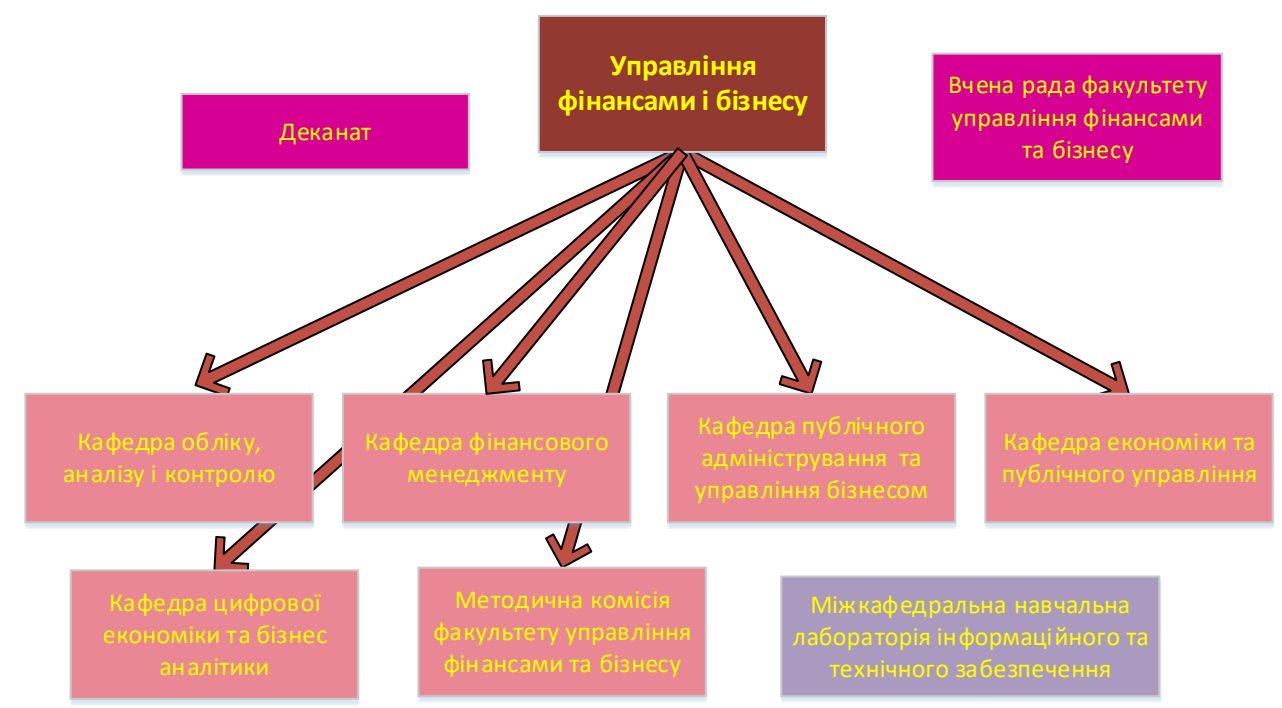 Управління
фінансами і бізнесу
Деканат
Вчена рада факультету
управління фінансами
та бізнесу
Кафедра обліку,
аналізу і контролю
Кафедра фінансового
менеджменту
Кафедра публічного
адміністрування та
управління бізнесом
Кафедра економіки та
публічного управління
Кафедра цифрової
економіки та бізнес
аналітики
Методична комісія
факультету управління
фінансами та бізнесу
Міжкафедральна навчальна
лабораторія інформаційного та
технічного забезпечення